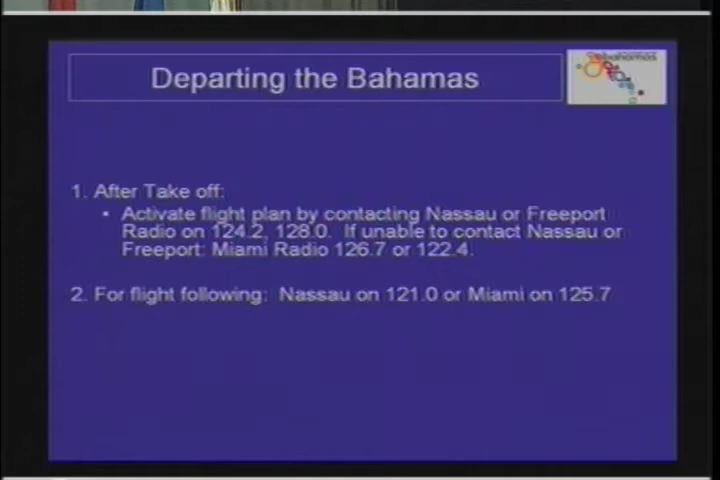 Departing the Bahamas
bahamas
1. After Take off:
• Activate flight plan by contacting Nassau or Freeport
Radio on 124.2, 128.0. If unable to contact Nassau or
Freeport: Miami Radio 126.7 or 122.4.
2. For flight following: Nassau on 121.0 or Miami on 125.7